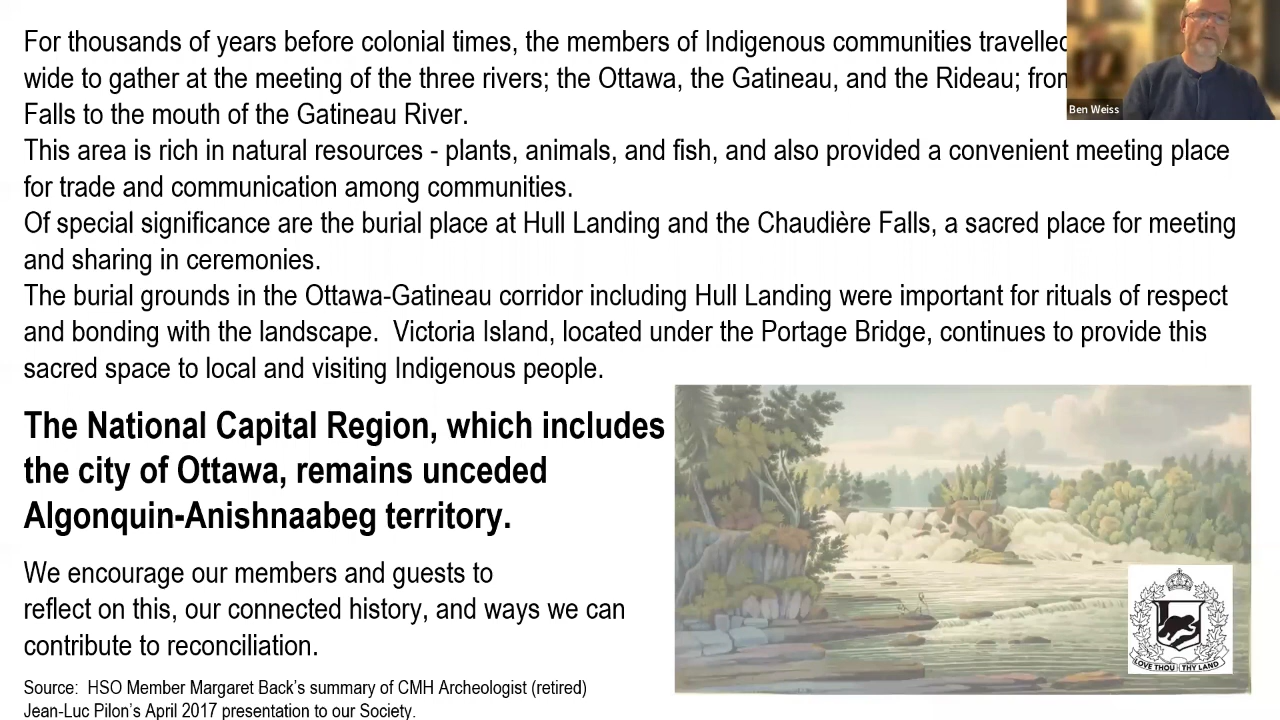 For thousands of years before colonial times, the members of Indigenous communities travelled
wide to gather at the meeting of the three rivers; the Ottawa, the Gatineau, and the Rideau; from
Falls to the mouth of the Gatineau River.
This area is rich in natural resources - plants, animals, and fish, and also provided a convenient meeting place
for trade and communication among communities.
Of special significance are the burial place at Hull Landing and the Chaudière Falls, a sacred place for meeting
and sharing in ceremonies.
The burial grounds in the Ottawa-Gatineau corridor including Hull Landing were important for rituals of respect
and bonding with the landscape. Victoria Island, located under the Portage Bridge, continues to provide this
sacred space to local and visiting Indigenous people.
The National Capital Region, which includes
the city of Ottawa, remains unceded
Algonquin-Anishnaabeg territory.
We encourage our members and guests to
reflect on this, our connected history, and ways we can
contribute to reconciliation.
Source: HSO Member Margaret Back's summary of CMH Archeologist (retired)
Jean-Luc Pilon's April 2017 presentation to our Society.
Ben Weiss
LOVE THOU THY LAND